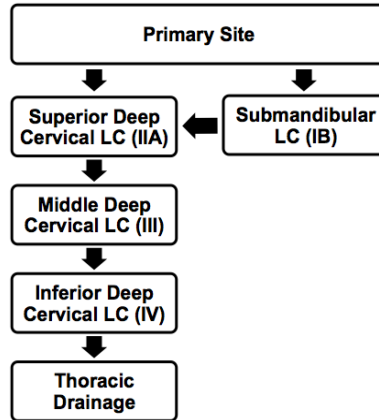 Primary Site
Superior Deep
Cervical LC (IIA)
Submandibular
LC (IB)
Middle Deep
Cervical LC (III)
Inferior Deep
Cervical LC (IV)
Thoracic
Drainage